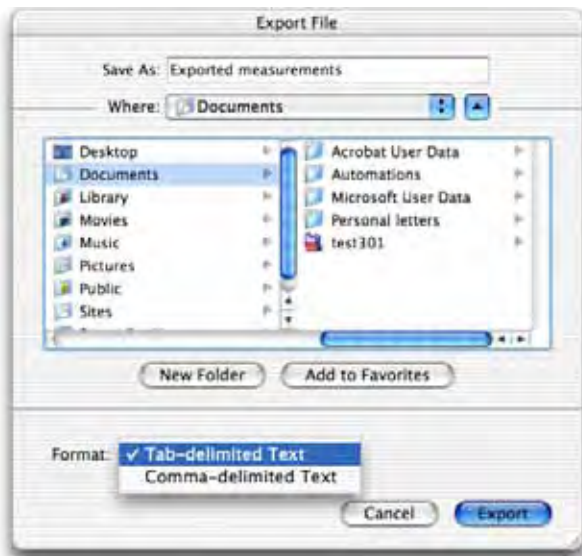 Export File
Save As: Exported measurements
Where: Documents
Desktop
Documents
Library
Movies
Music
Pictures
Public
Sites
Acrobat User Data
Automations
Microsoft User Data
Personal letters
test301
New Folder
Add to Favorites
Format: ✓ Tab-delimited Text
Comma-delimited Text
Cancel
Export